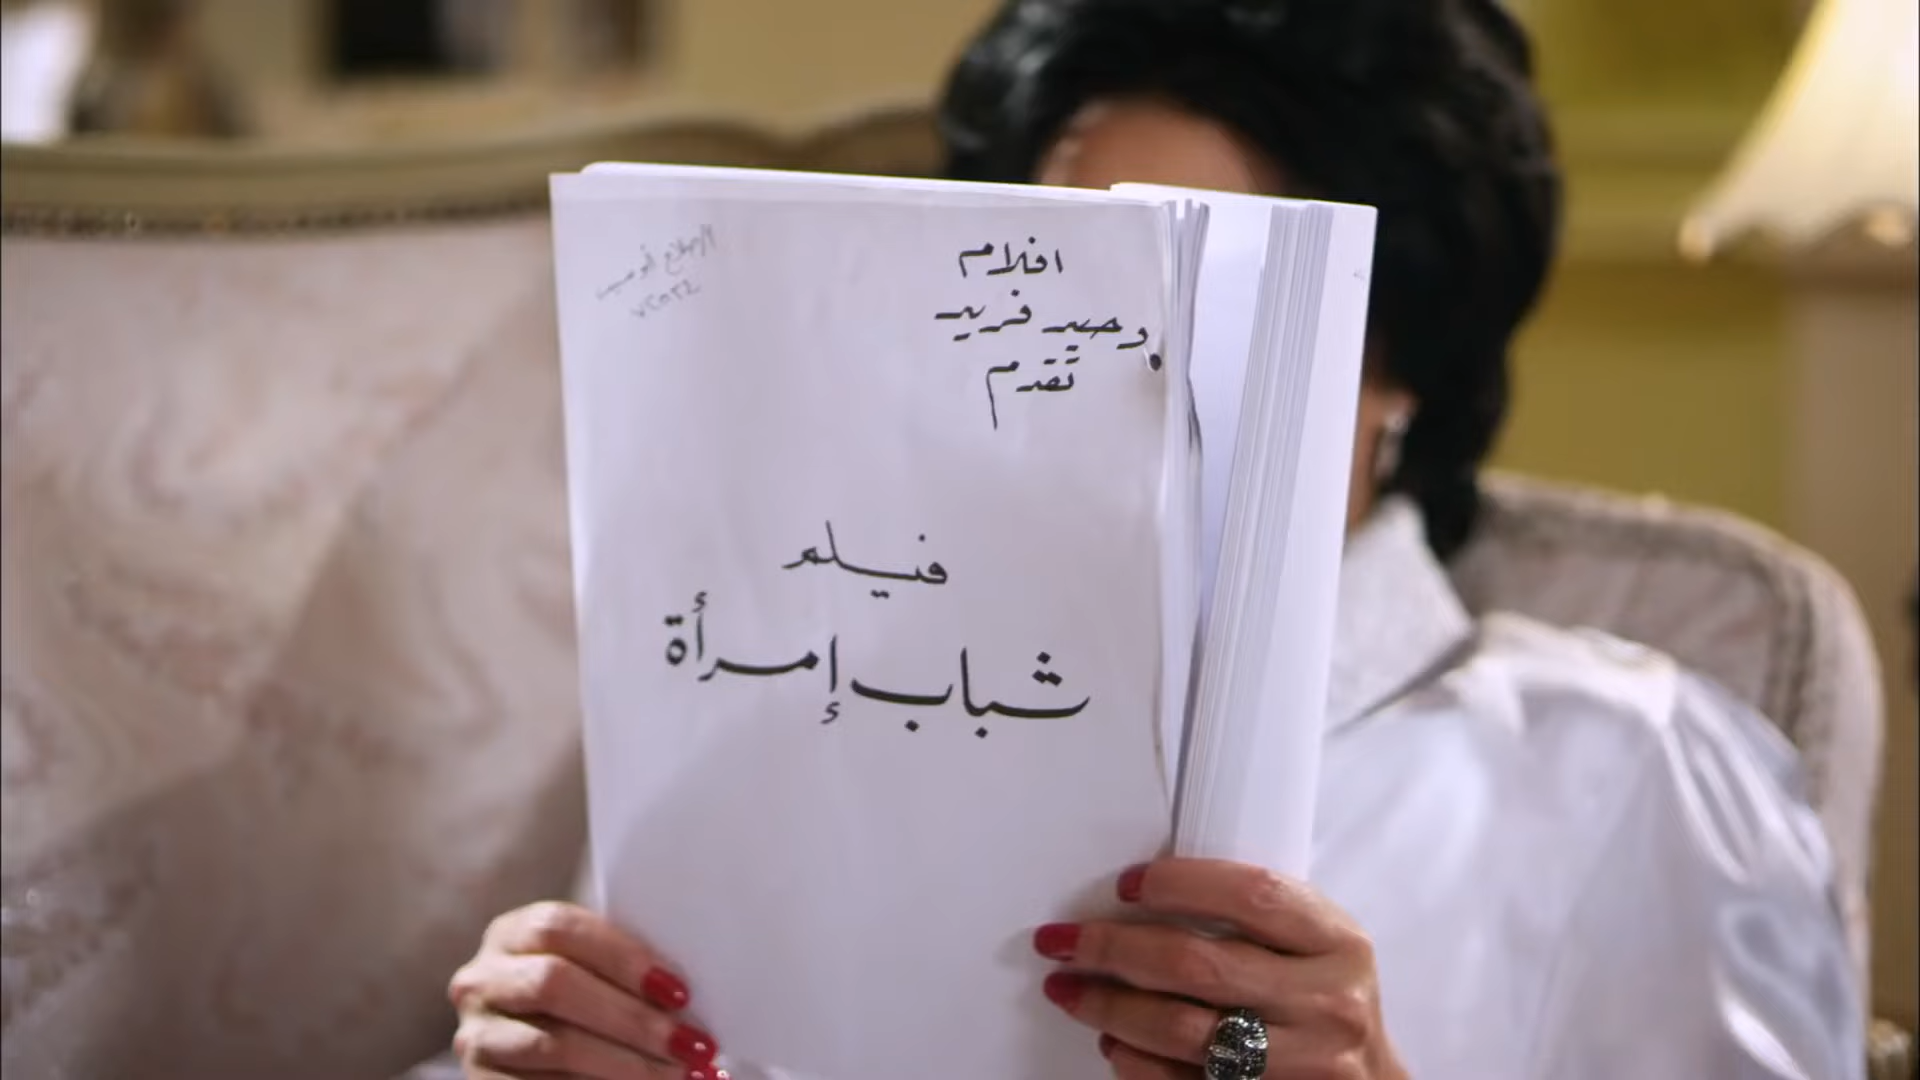 افلام
وحيد فريد
تقدم
فيلم
شباب إمرأة